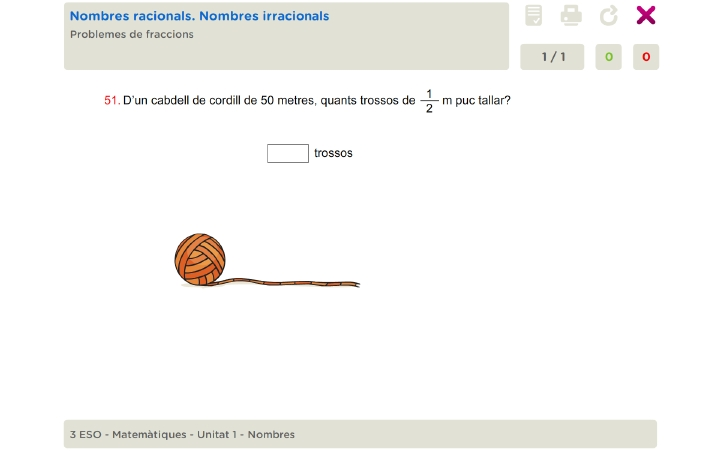 Nombres racionals. Nombres irracionals
Problemes de fraccions
1 / 1
0
0
51. D'un cabdell de cordill de 50 metres, quants trossos de 1/2 m puc tallar?
trossos
3 ESO - Matemàtiques - Unitat 1 - Nombres